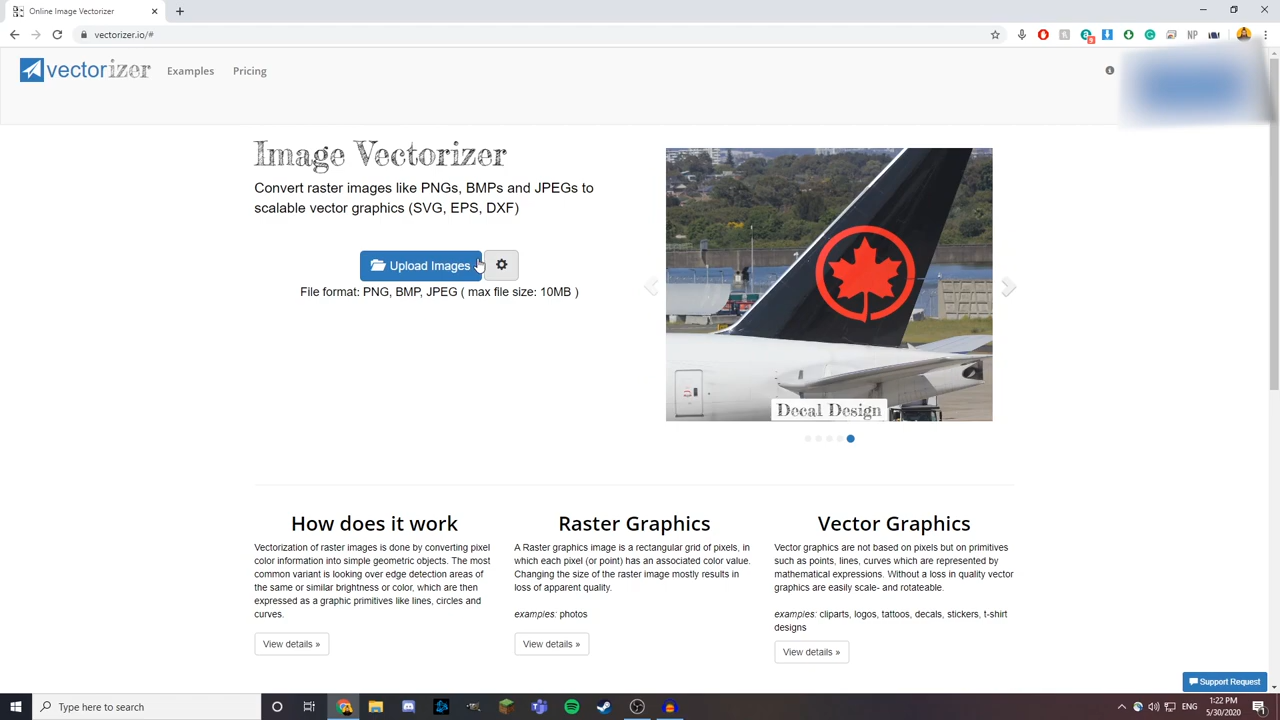 Online Image Vectorizer
vectorizer.io/#
NP
vectorizer
Examples
Pricing
Image Vectorizer
Convert raster images like PNGs, BMPs and JPEGs to
scalable vector graphics (SVG, EPS, DXF)
Upload Images
File format: PNG, BMP, JPEG ( max file size: 10MB )
Decal Design
How does it work
Vectorization of raster images is done by converting pixel
color information into simple geometric objects. The most
common variant is looking over edge detection areas of
the same or similar brightness or color, which are then
expressed as a graphic primitives like lines, circles and
curves.
View details »
Raster Graphics
A Raster graphics image is a rectangular grid of pixels, in
which each pixel (or point) has an associated color value.
Changing the size of the raster image mostly results in
loss of apparent quality.
examples: photos
View details »
Vector Graphics
Vector graphics are not based on pixels but on primitives
such as points, lines, curves which are represented by
mathematical expressions. Without a loss in quality vector
graphics are easily scale- and rotateable.
examples: cliparts, logos, tattoos, decals, stickers, t-shirt
designs
View details »
Support Request
Type here to search
ENG
1:22 PM
5/30/2020